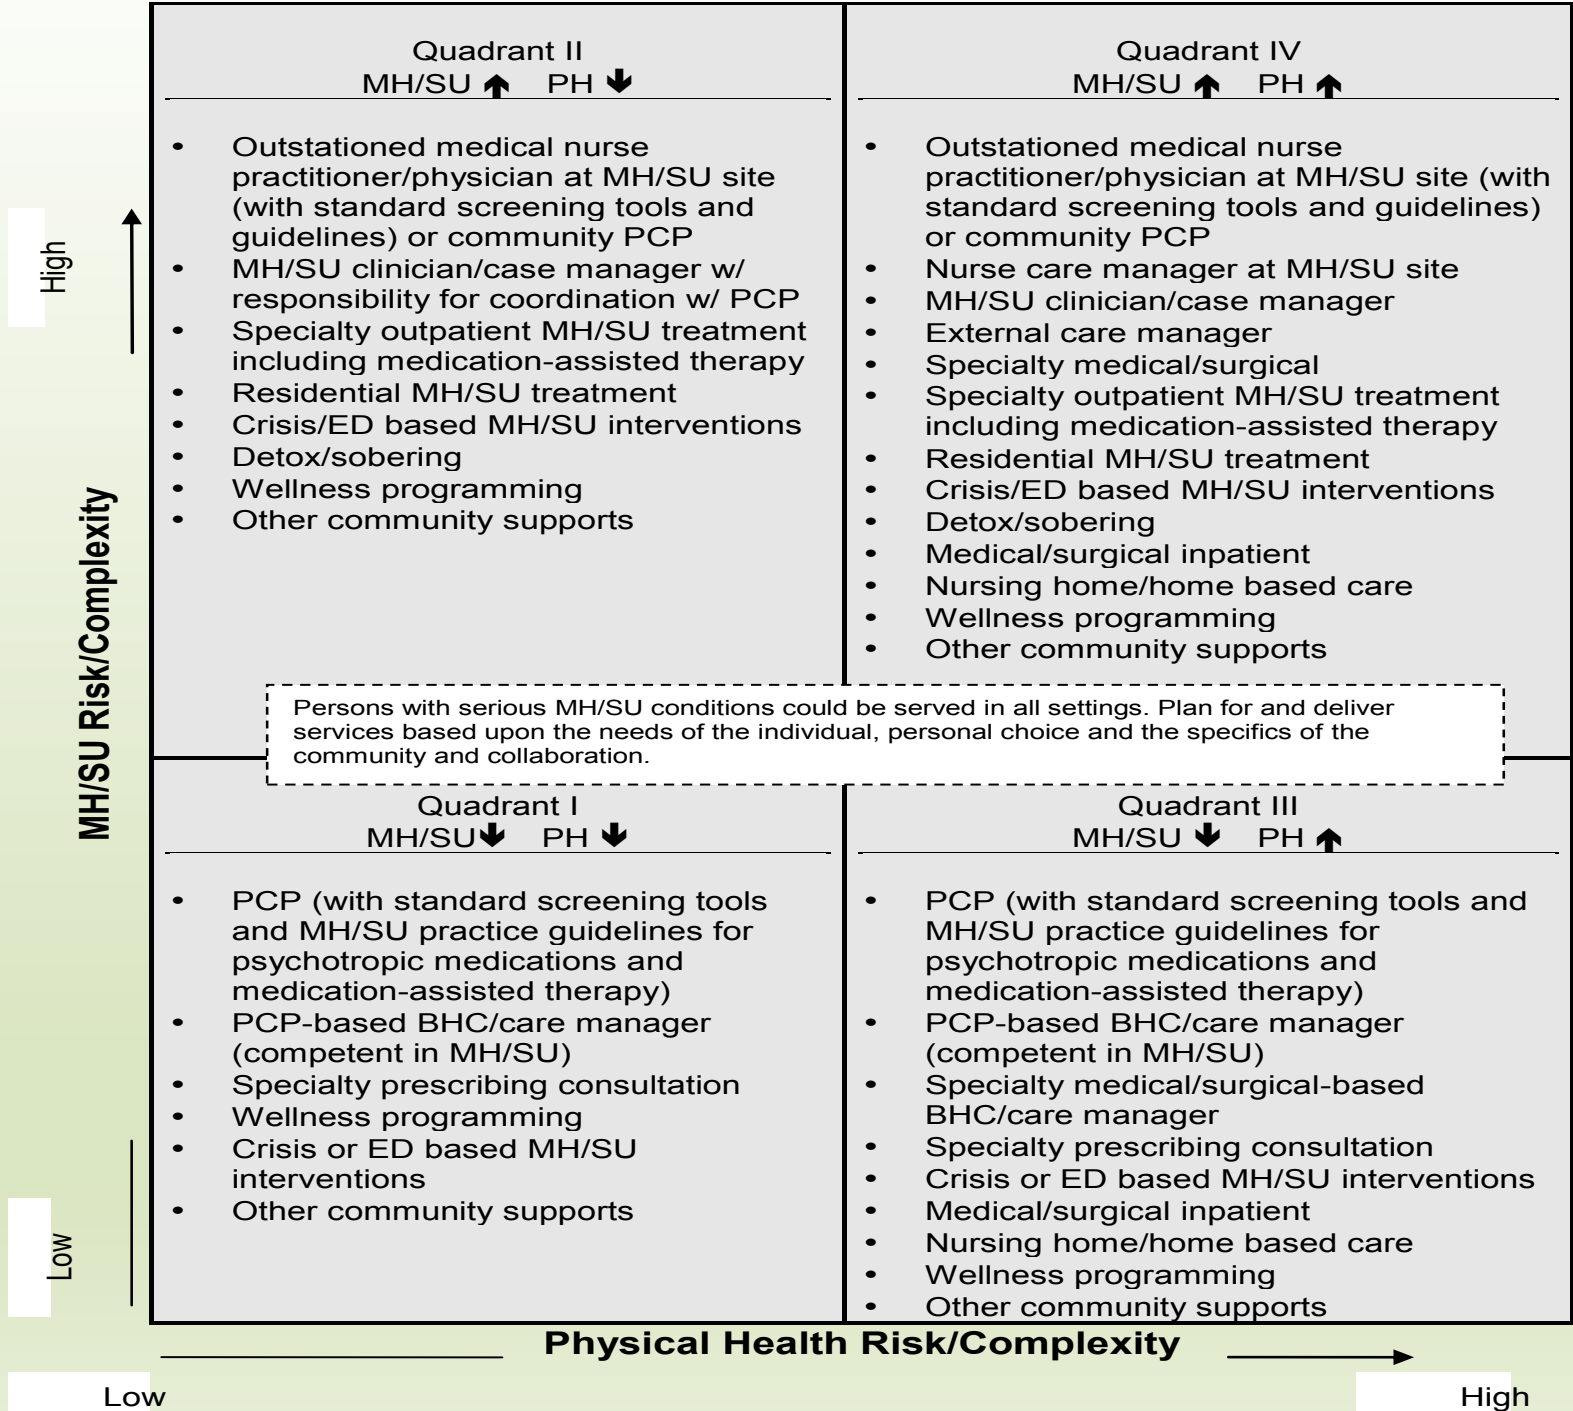 Quadrant II
MH/SU 🡹 PH 🡻
• Outstationed medical nurse
practitioner/physician at MH/SU site
(with standard screening tools and
guidelines) or community PCP
• MH/SU clinician/case manager w/
responsibility for coordination w/ PCP
• Specialty outpatient MH/SU treatment
including medication-assisted therapy
• Residential MH/SU treatment
• Crisis/ED based MH/SU interventions
• Detox/sobering
• Wellness programming
• Other community supports
Quadrant IV
MH/SU 🡹 PH 🡹
• Outstationed medical nurse
practitioner/physician at MH/SU site (with
standard screening tools and guidelines)
or community PCP
• Nurse care manager at MH/SU site
• MH/SU clinician/case manager
• External care manager
• Specialty medical/surgical
• Specialty outpatient MH/SU treatment
including medication-assisted therapy
• Residential MH/SU treatment
• Crisis/ED based MH/SU interventions
• Detox/sobering
• Medical/surgical inpatient
• Nursing home/home based care
• Wellness programming
• Other community supports
Persons with serious MH/SU conditions could be served in all settings. Plan for and deliver
services based upon the needs of the individual, personal choice and the specifics of the
community and collaboration.
Quadrant I
MH/SU🡻 PH 🡻
• PCP (with standard screening tools
and MH/SU practice guidelines for
psychotropic medications and
medication-assisted therapy)
• PCP-based BHC/care manager
(competent in MH/SU)
• Specialty prescribing consultation
• Wellness programming
• Crisis or ED based MH/SU
interventions
• Other community supports
Quadrant III
MH/SU 🡻 PH 🡹
• PCP (with standard screening tools and
MH/SU practice guidelines for
psychotropic medications and
medication-assisted therapy)
• PCP-based BHC/care manager
(competent in MH/SU)
• Specialty medical/surgical-based
BHC/care manager
• Specialty prescribing consultation
• Crisis or ED based MH/SU interventions
• Medical/surgical inpatient
• Nursing home/home based care
• Wellness programming
• Other community supports
High
MH/SU Risk/Complexity
Low
Physical Health Risk/Complexity
Low
High